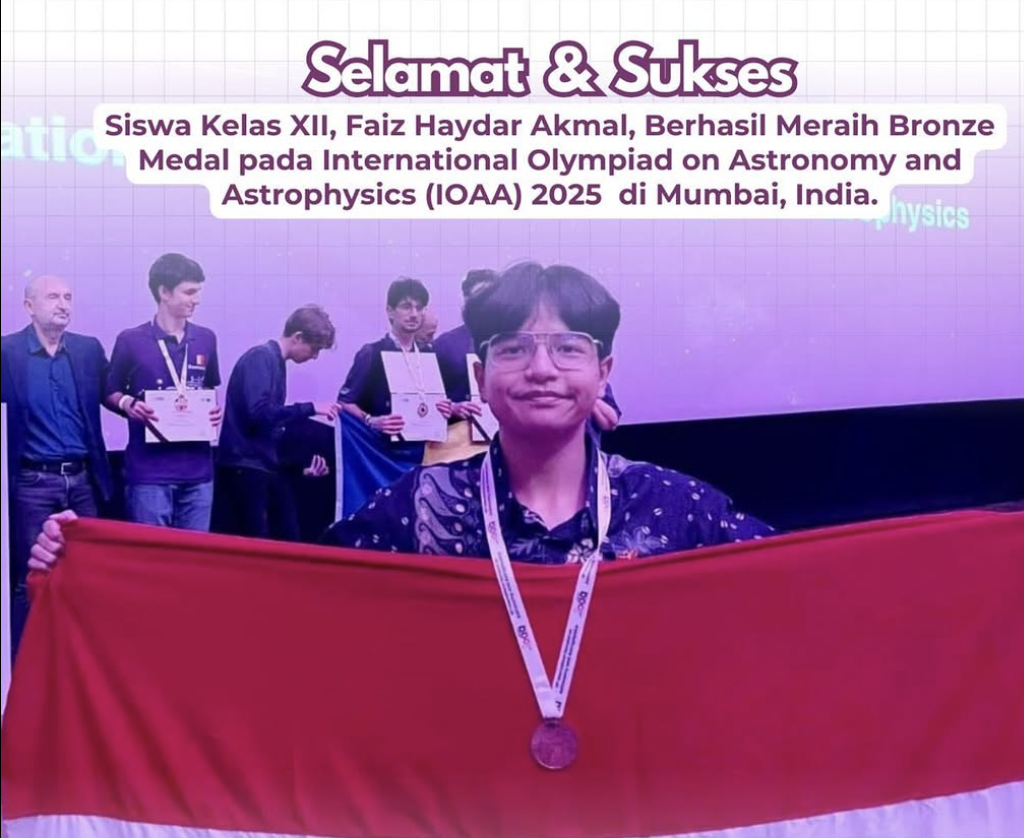 Selamat & Sukses
Siswa Kelas XII, Faiz Haydar Akmal, Berhasil Meraih Bronze
Medal pada International Olympiad on Astronomy and
Astrophysics (IOAA) 2025 di Mumbai, India.